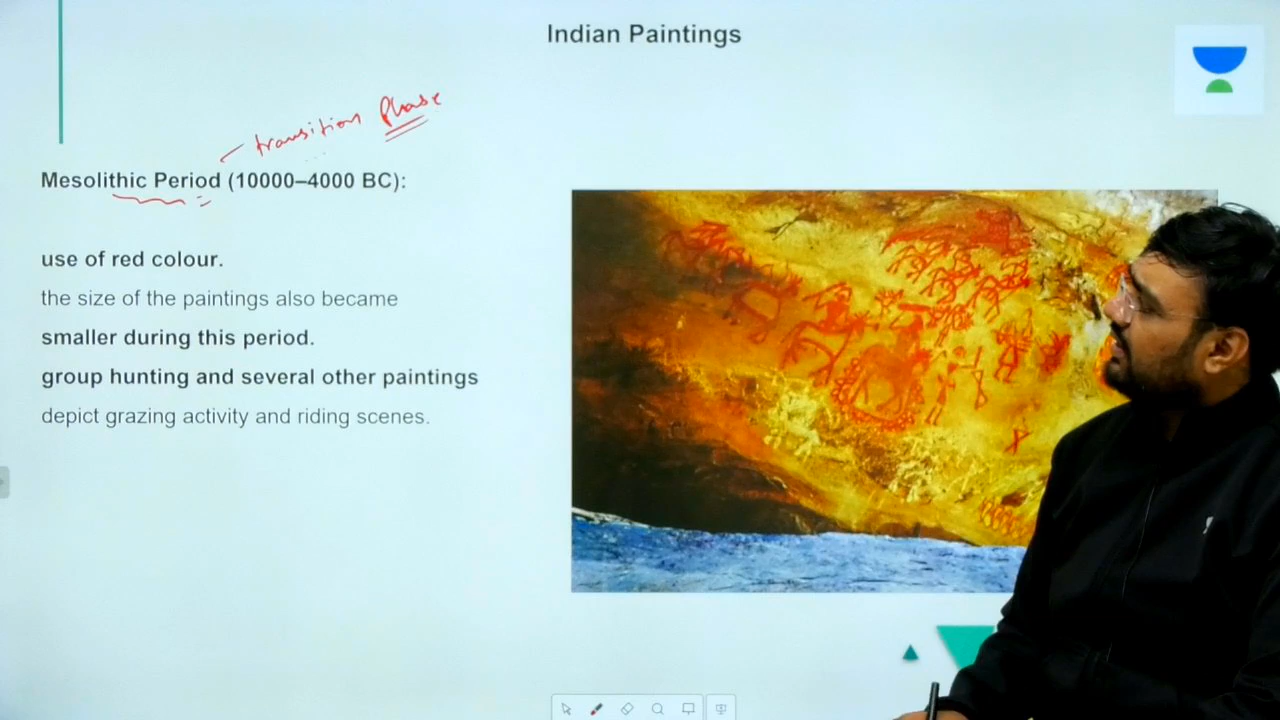 Indian Paintings
transition Phase
Mesolithic Period (10000–4000 BC):
use of red colour.
the size of the paintings also became
smaller during this period.
group hunting and several other paintings
depict grazing activity and riding scenes.